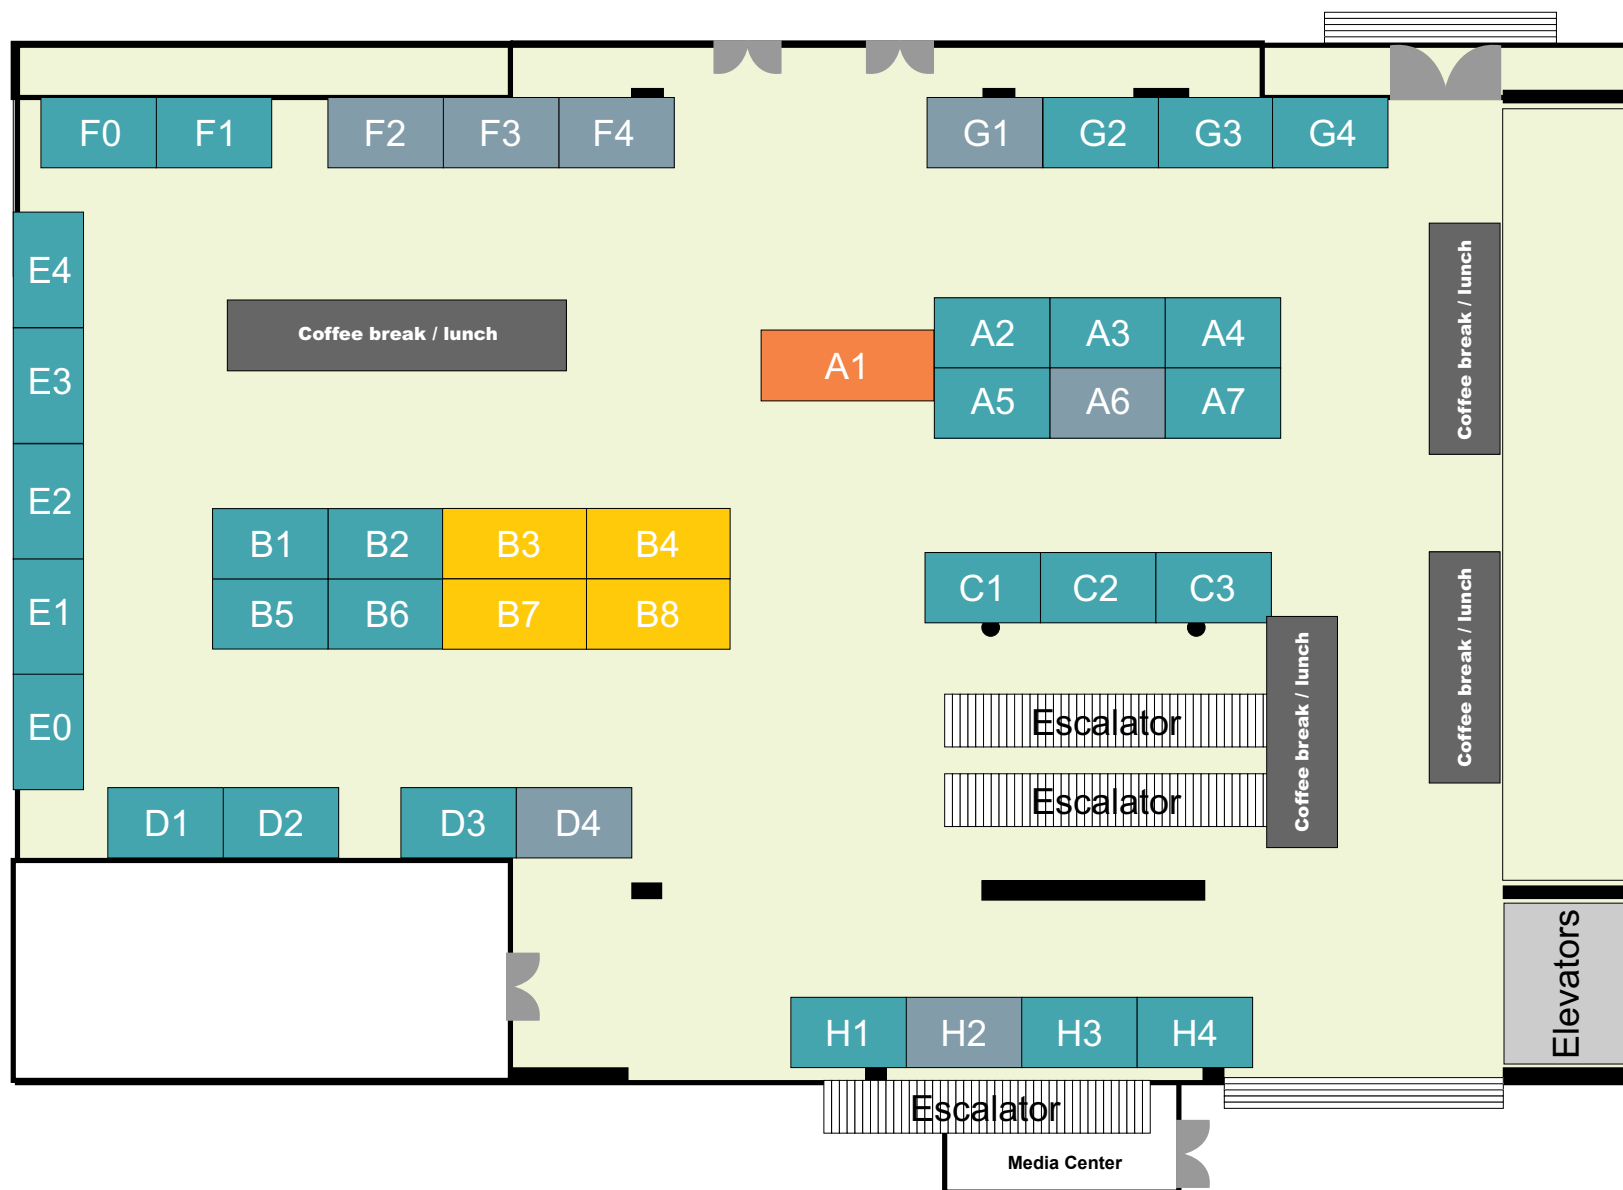 F0
F1
F2
F3
F4
G1
G2
G3
G4
E4
E3
E2
E1
E0
Coffee break / lunch
A1
A2
A3
A4
A5
A6
A7
Coffee break / lunch
B1
B2
B3
B4
B5
B6
B7
B8
C1
C2
C3
Coffee break / lunch
Coffee break / lunch
Escalator
Escalator
D1
D2
D3
D4
Elevators
H1
H2
H3
H4
Escalator
Media Center